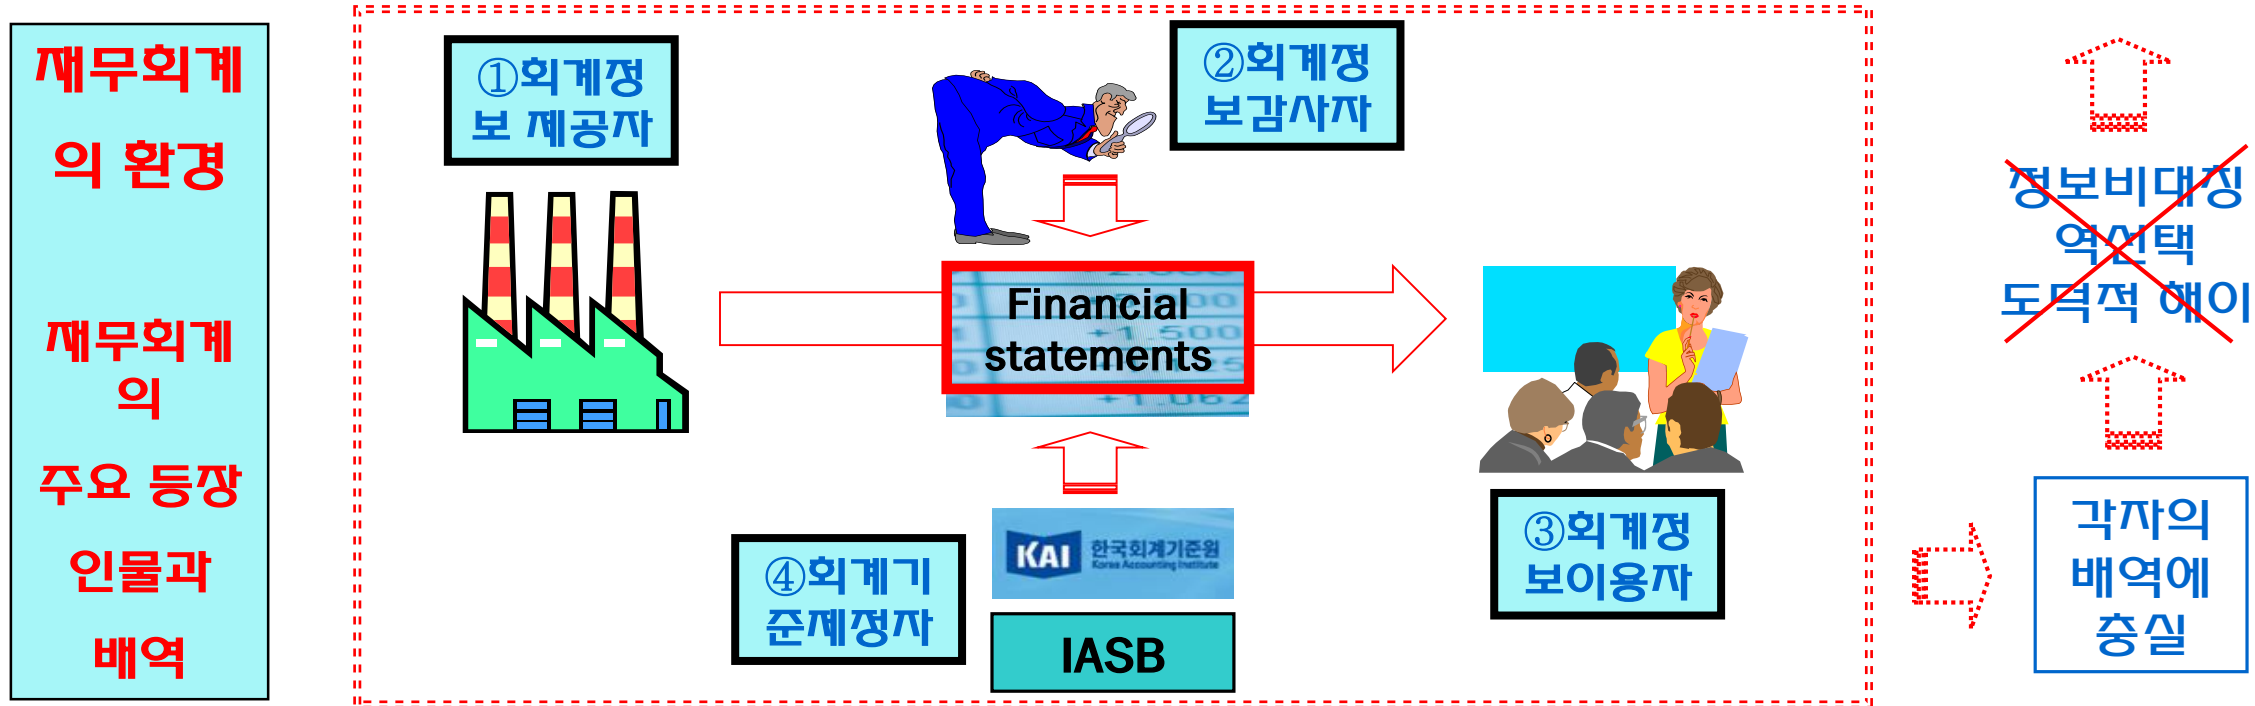 재무회계
의 환경
재무회계
의
주요 등장
인물과
배역
①회계정
보 제공자
②회계정
보감사자
Financial
statements
+1.500
+1.062
③회계정
보이용자
④회계기
준제정자
KAI 한국회계기준원
Korea Accounting Institute
IASB
정보비대칭
역선택
도덕적 해이
각자의
배역에
충실